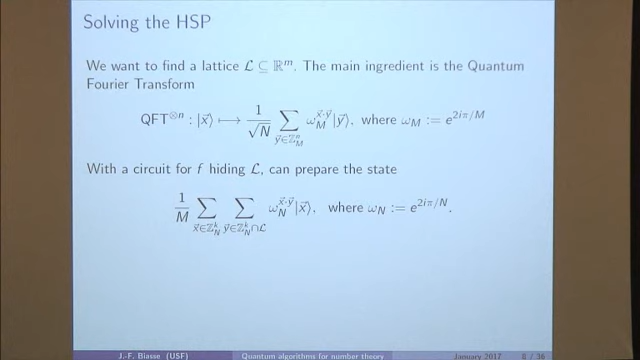 Solving the HSP
We want to find a lattice ℒ ⊆ ℝᵐ. The main ingredient is the Quantum
Fourier Transform
QFT^{⊗n} : |x⃗⟩ ⟼ 1/√N ∑_{y⃗∈ℤ_M^n} ω_M^{x⃗·y⃗} |y⃗⟩, where ω_M := e^{2iπ/M}
With a circuit for f hiding ℒ, can prepare the state
1/M ∑_{x⃗∈ℤ_N^k} ∑_{y⃗∈ℤ_N^k∩ℒ} ω_N^{x⃗·y⃗} |x⃗⟩, where ω_N := e^{2iπ/N}.
J.-F. Biasse (USF) Quantum algorithms for number theory January 2017 8 / 36